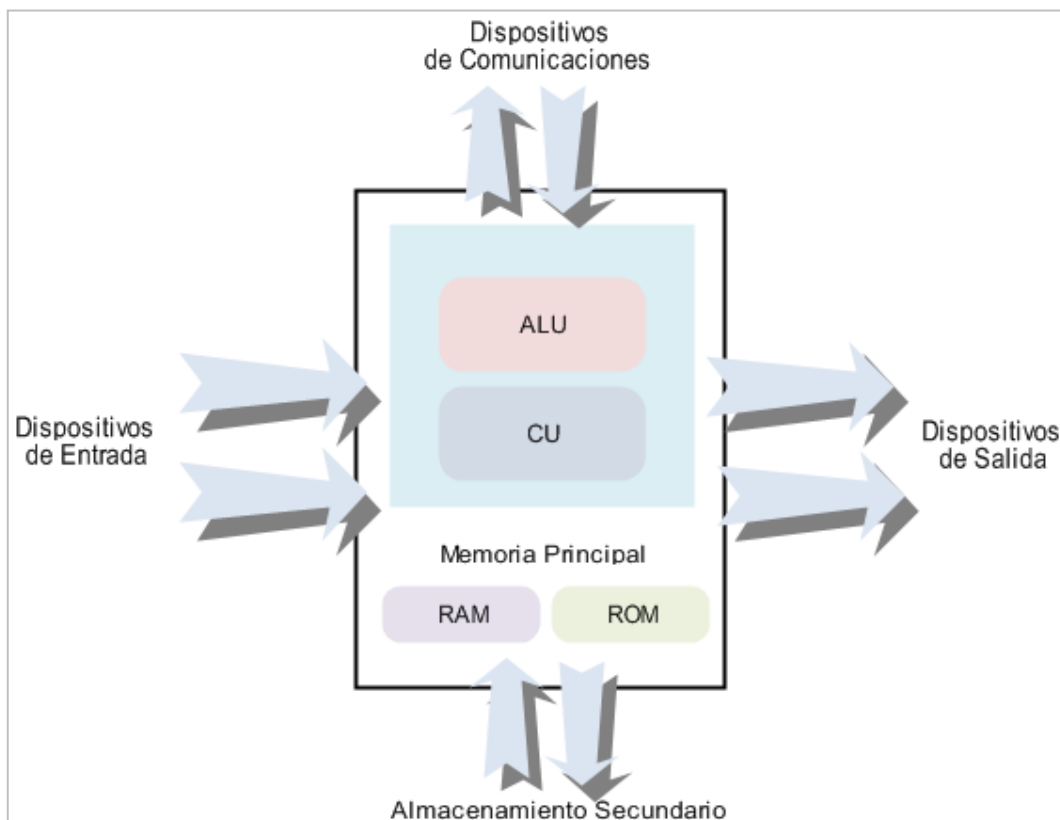 Dispositivos
de Comunicaciones
ALU
CU
Dispositivos
de Entrada
Dispositivos
de Salida
Memoria Principal
RAM
ROM
Almacenamiento Secundario